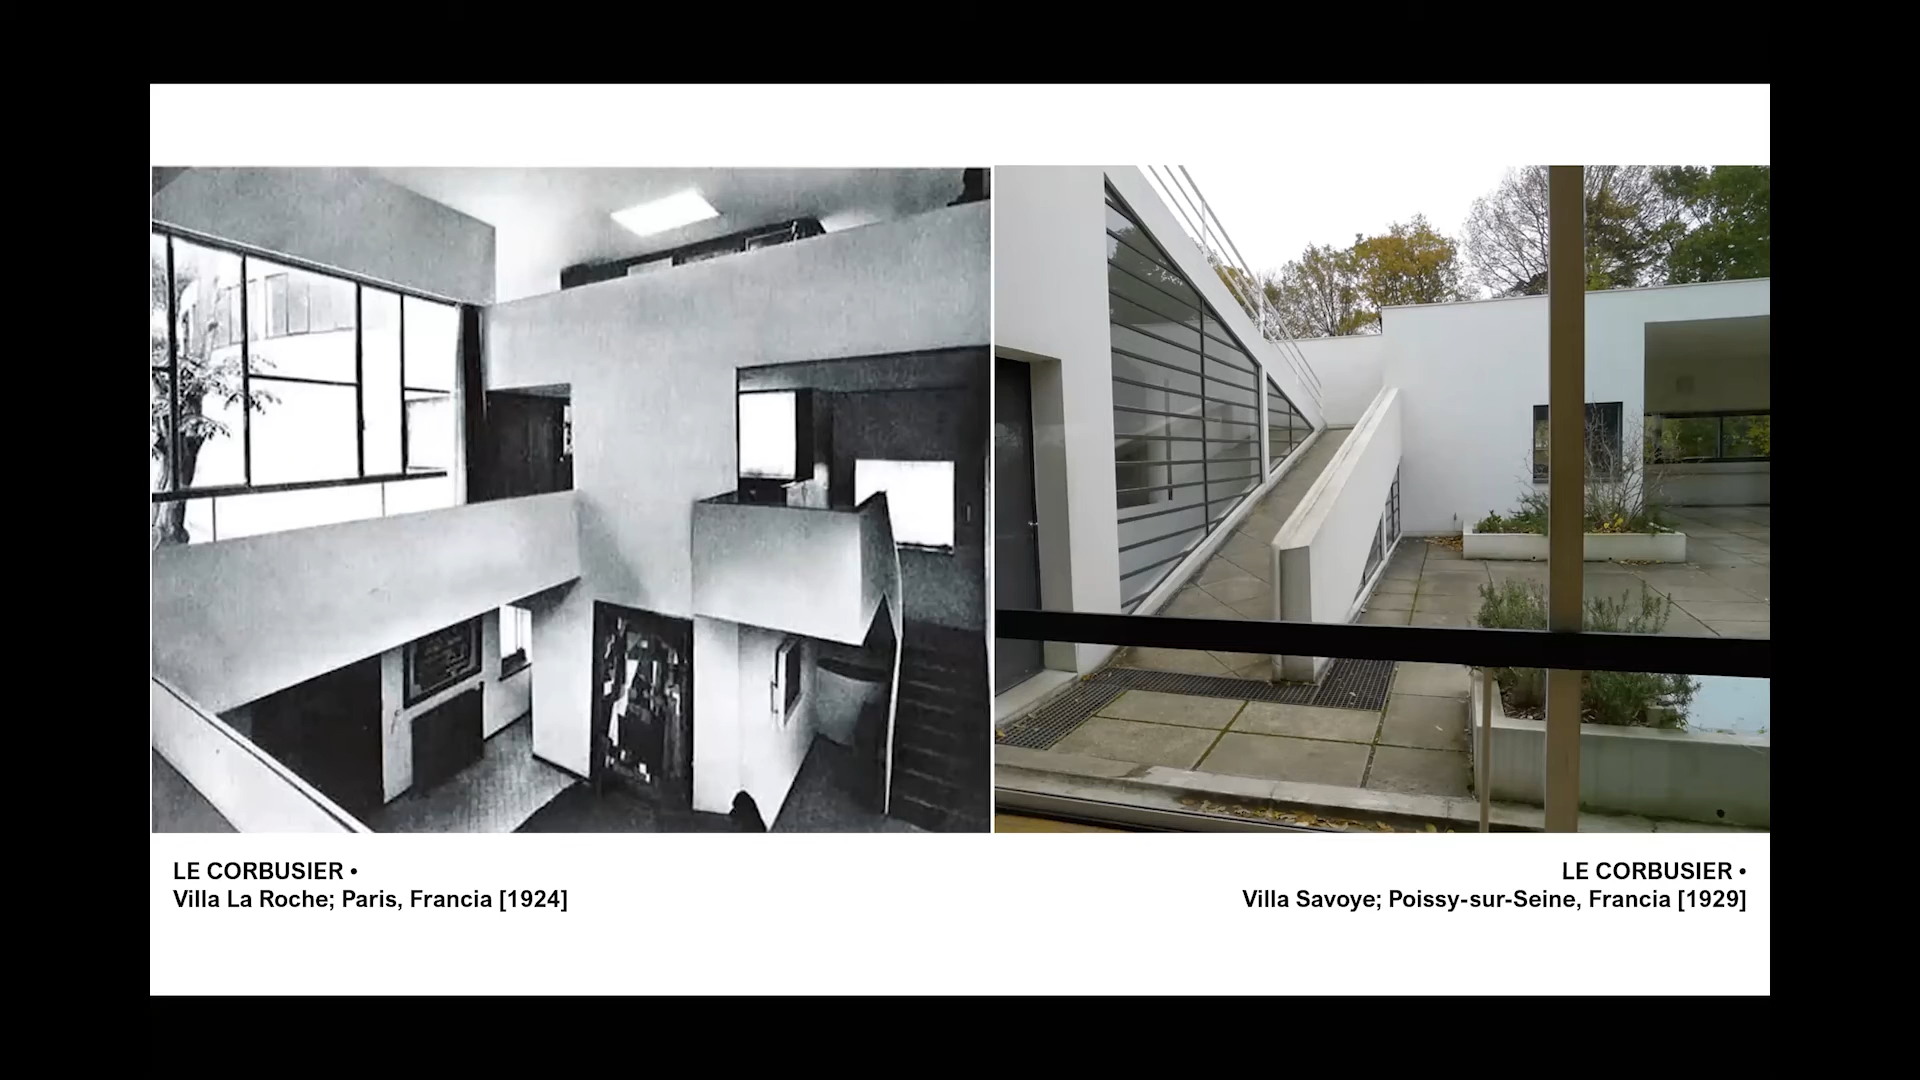 LE CORBUSIER •
Villa La Roche; Paris, Francia [1924]
LE CORBUSIER •
Villa Savoye; Poissy-sur-Seine, Francia [1929]